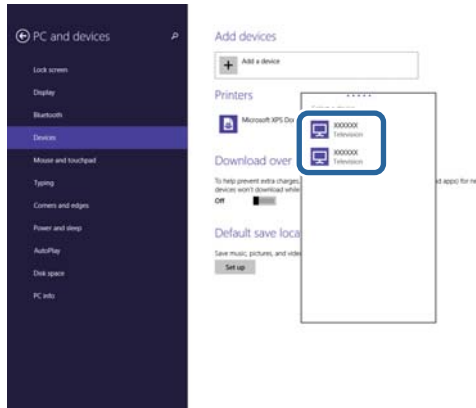 PC and devices
Lock screen
Display
Bluetooth
Devices
Mouse and touchpad
Typing
Corners and edges
Power and sleep
AutoPlay
Disk space
PC info
Add devices
Add a device
Printers
Microsoft XPS Do
XXXXXX
Television
XXXXXX
Television
Download over
To help prevent extra charges,
d apps) for ne
devices won't download while
Off
Default save loca
Save music, pictures, and video
Set up